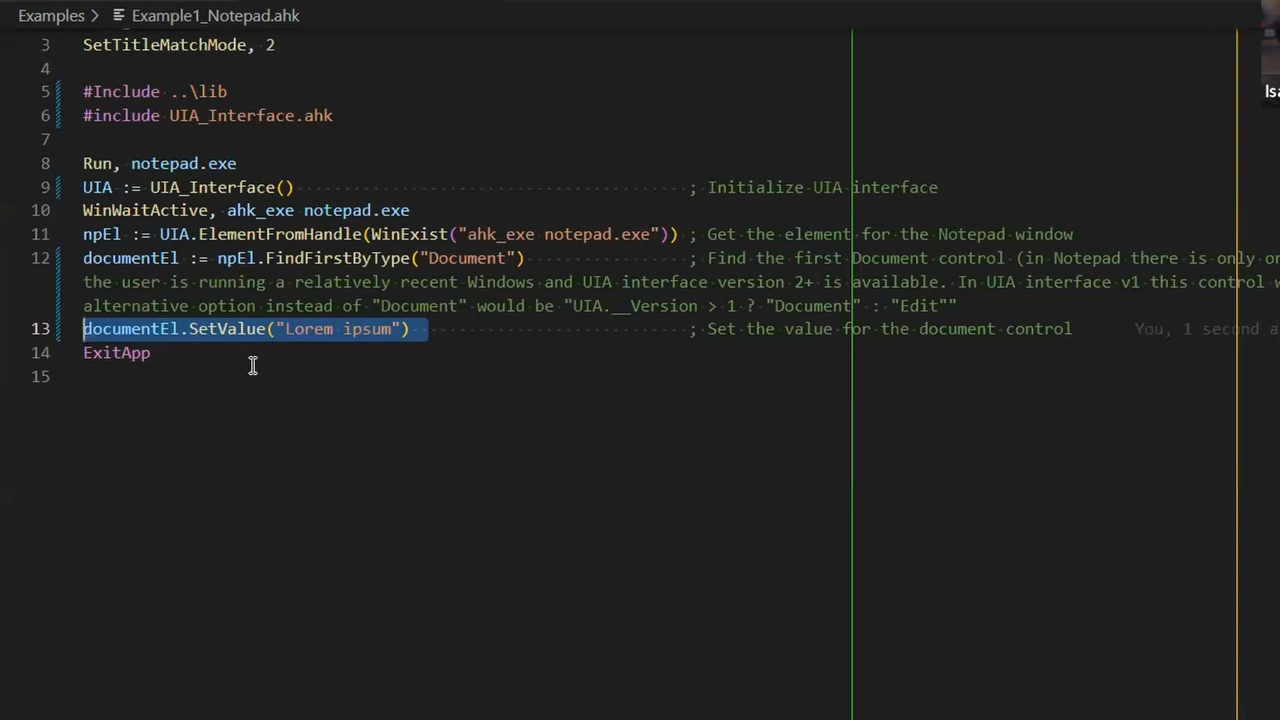 Examples > Example1_Notepad.ahk
3 SetTitleMatchMode, 2
4
5 #Include ..\lib
6 #include UIA_Interface.ahk
7
8 Run, notepad.exe
9 UIA := UIA_Interface() ; Initialize UIA interface
10 WinWaitActive, ahk_exe notepad.exe
11 npEl := UIA.ElementFromHandle(WinExist("ahk_exe notepad.exe")) ; Get the element for the Notepad window
12 documentEl := npEl.FindFirstByType("Document") ; Find the first Document control (in Notepad there is only
the user is running a relatively recent Windows and UIA interface version 2+ is available. In UIA interface v1 this control
alternative option instead of "Document" would be "UIA.__Version > 1 ? "Document" : "Edit""
13 documentEl.SetValue("Lorem ipsum") ; Set the value for the document control You, 1 second
14 ExitApp
15